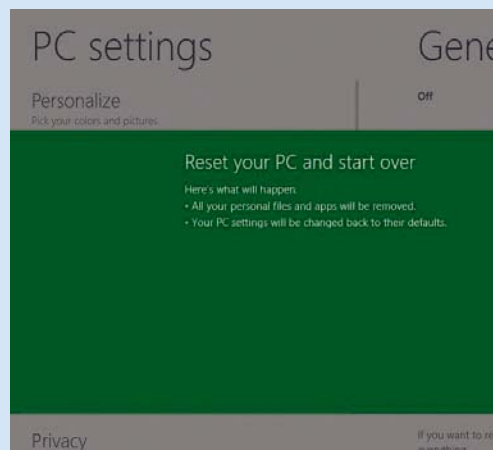 PC settings
Gene
Personalize
Pick your colors and pictures.
Off
Reset your PC and start over
Here's what will happen:
• All your personal files and apps will be removed.
• Your PC settings will be changed back to their defaults.
Privacy
If you want to re
everything